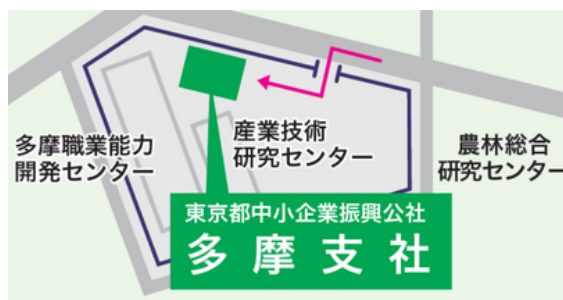 多摩職業能力
開発センター
産業技術
研究センター
農林総合
研究センター
東京都中小企業振興公社
多摩支社